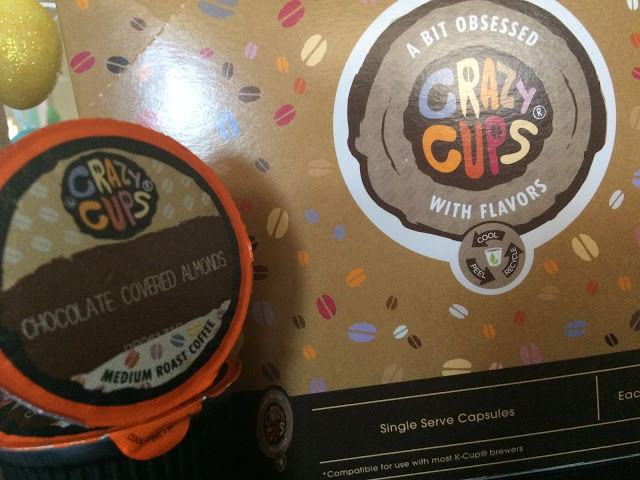 A BIT OBSESSED
CRAZY
CUPS®
WITH FLAVORS
COOL
PEEL
RECYCLE
CRAZY
CUPS®
CHOCOLATE COVERED ALMONDS
MEDIUM ROAST COFFEE
Single Serve Capsules
Eac
*Compatible for use with most K-Cup® brewers